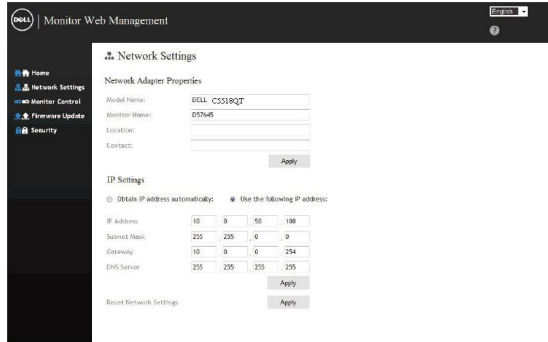 DELL | Monitor Web Management
English
?
Network Settings
Home
Network Settings
Monitor Control
Firmware Update
Security
Network Adapter Properties
Model Name: DELL C5518QT
Monitor Name: D57645
Location:
Contact:
Apply
IP Settings
Obtain IP address automatically: Use the following IP address:
IP Address 10 . 0 . 50 . 100
Subnet Mask 255 . 255 . 0 . 0
Gateway 10 . 0 . 0 . 254
DNS Server 255 . 255 . 255 . 255
Apply
Reset Network Settings Apply